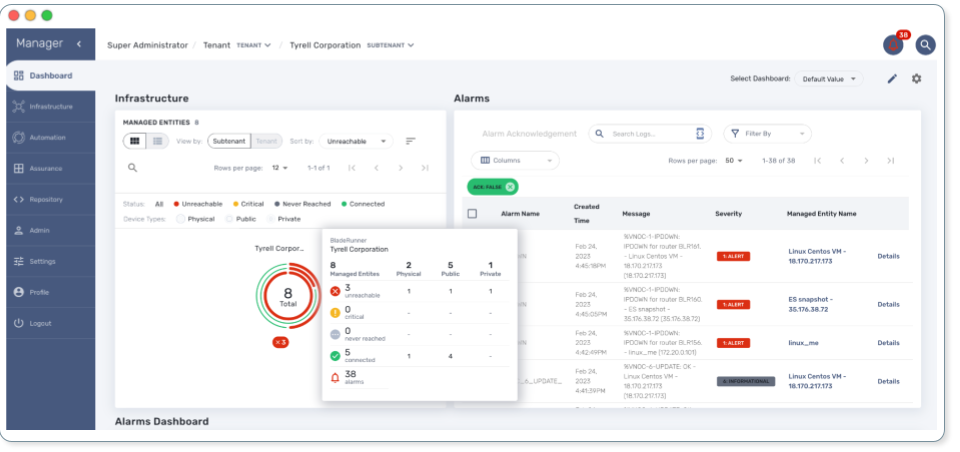 38
Manager <
Super Administrator / Tenant TENANT / Tyrell Corporation SUBTENANT
Dashboard
Infrastructure
Automation
Assurance
Repository
Admin
Settings
Profile
Logout
Select Dashboard: Default Value
Infrastructure
MANAGED ENTITIES 8
View by: Subtenant Tenant Sort by: Unreachable
Rows per page: 12 1-1 of 1 |< < > >|
Status: All Unreachable Critical Never Reached Connected
Device Types: Physical Public Private
Tyrell Corpor...
8
Total
×3
BladeRunner
Tyrell Corporation
8 2 5 1
Managed Entites Physical Public Private
3 1 1 1
unreachable
0 - - -
critical
0 - - -
never reached
5 1 4 -
connected
38
alarms
Alarms
Alarm Acknowledgement Search Logs... Filter By
Columns Rows per page: 50 1-38 of 38 |< < > >|
ACK: FALSE
Alarm Name Created Time Message Severity Managed Entity Name
Feb 24,
2023
4:45:18PM
%VNOC-1-IPDOWN:
IPDOWN for router BLR161.
- Linux Centos VM -
18.170.217.173
(18.170.217.173)
1: ALERT
Linux Centos VM -
18.170.217.173
Details
Feb 24,
2023
4:45:05PM
%VNOC-1-IPDOWN:
IPDOWN for router BLR160.
- ES snapshot -
35.176.38.72 (35.176.38.72)
1: ALERT
ES snapshot -
35.176.38.72
Details
Feb 24,
2023
4:42:49PM
%VNOC-1-IPDOWN:
IPDOWN for router BLR156.
- linux_me (172.20.0.101)
1: ALERT
linux_me
Details
_6_UPDATE_
Feb 24,
2023
4:41:39PM
%VNOC-6-UPDATE: OK -
Linux Centos VM -
18.170.217.173
(18.170.217.173)
6: INFORMATIONAL
Linux Centos VM -
18.170.217.173
Details
Alarms Dashboard